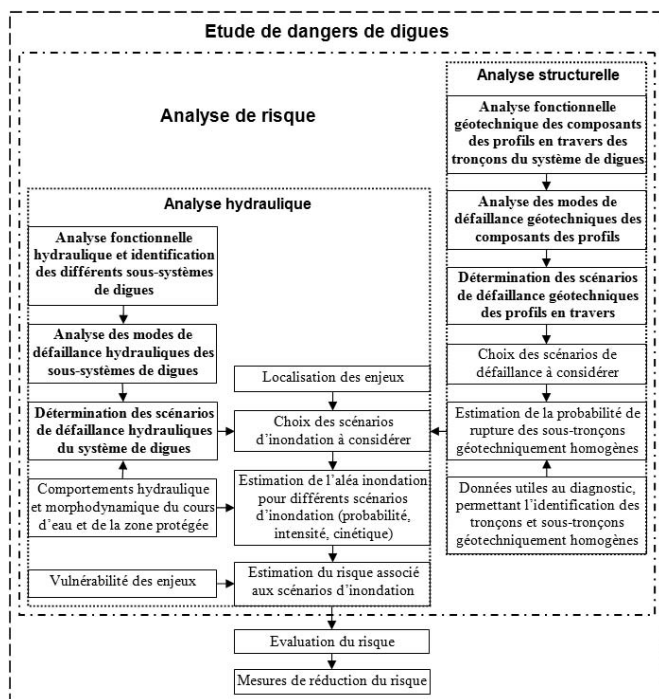 Etude de dangers de digues
Analyse de risque
Analyse structurelle
Analyse fonctionnelle
géotechnique des composants
des profils en travers des
tronçons du système de digues
Analyse des modes de
défaillance géotechniques des
composants des profils
Détermination des scénarios
de défaillance géotechniques
des profils en travers
Choix des scénarios de
défaillance à considérer
Estimation de la probabilité de
rupture des sous-tronçons
géotechniquement homogènes
Données utiles au diagnostic,
permettant l’identification des
tronçons et sous-tronçons
géotechniquement homogènes
Analyse hydraulique
Analyse fonctionnelle
hydraulique et identification
des différents sous-systèmes
de digues
Analyse des modes de
défaillance hydrauliques des
sous-systèmes de digues
Détermination des scénarios
de défaillance hydrauliques
du système de digues
Comportements hydraulique
et morphodynamique du cours
d’eau et de la zone protégée
Vulnérabilité des enjeux
Localisation des enjeux
Choix des scénarios
d’inondation à considérer
Estimation de l’aléa inondation
pour différents scénarios
d’inondation (probabilité,
intensité, cinétique)
Estimation du risque associé
aux scénarios d’inondation
Evaluation du risque
Mesures de réduction du risque